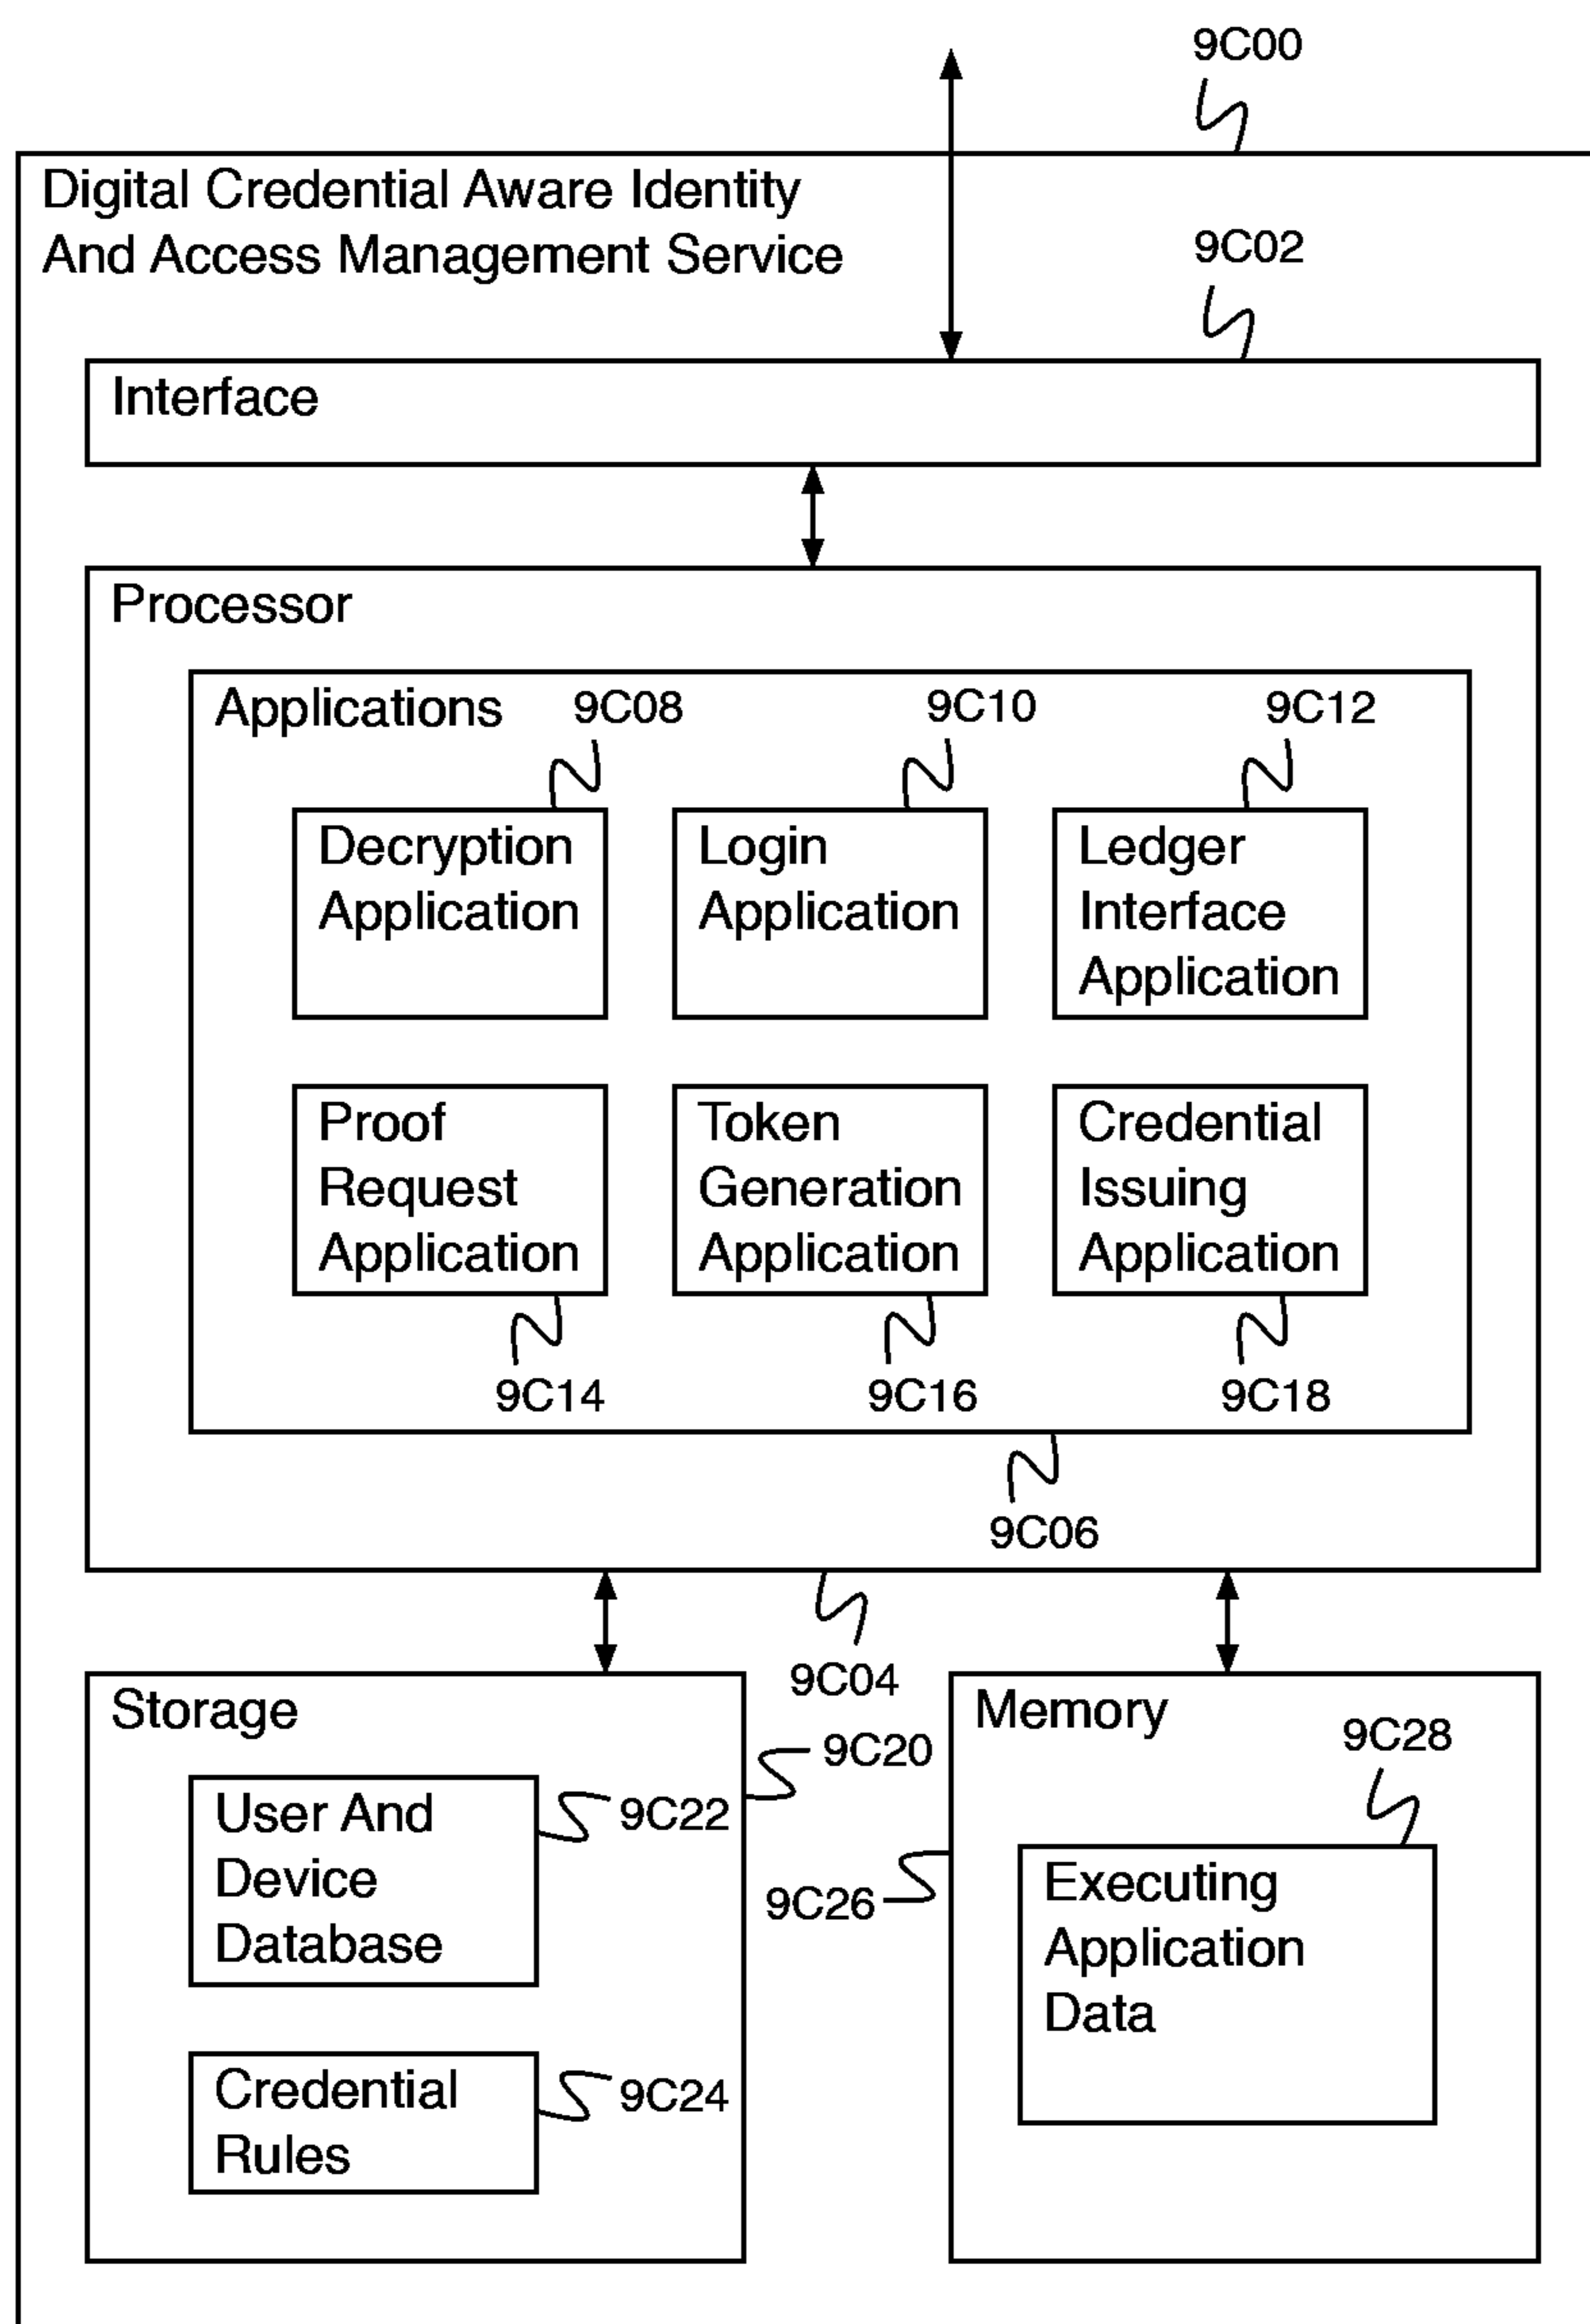 9C00
Digital Credential Aware Identity
And Access Management Service
9C02
Interface
Processor
Applications
9C08
9C10
9C12
Decryption
Application
Login
Application
Ledger
Interface
Application
Proof
Request
Application
Token
Generation
Application
Credential
Issuing
Application
9C14
9C16
9C18
9C06
9C04
Storage
9C20
User And
Device
Database
9C22
Credential
Rules
9C24
Memory
9C28
9C26
Executing
Application
Data